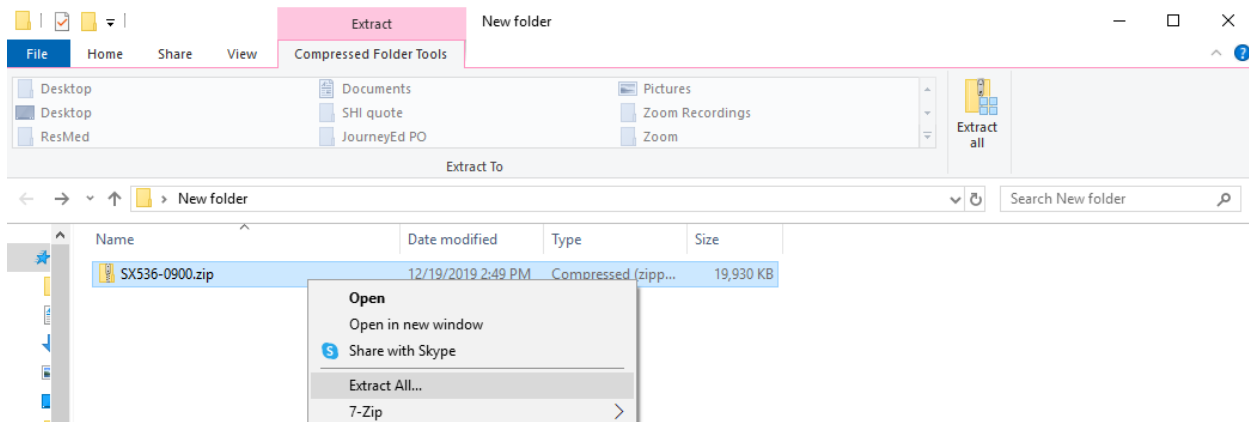 Extract New folder
File Home Share View Compressed Folder Tools
Desktop Documents Pictures
Desktop SHI quote Zoom Recordings
ResMed JourneyEd PO Zoom
Extract all
Extract To
New folder Search New folder
Name Date modified Type Size
SX536-0900.zip 12/19/2019 2:49 PM Compressed (zipp... 19,930 KB
Open
Open in new window
Share with Skype
Extract All...
7-Zip